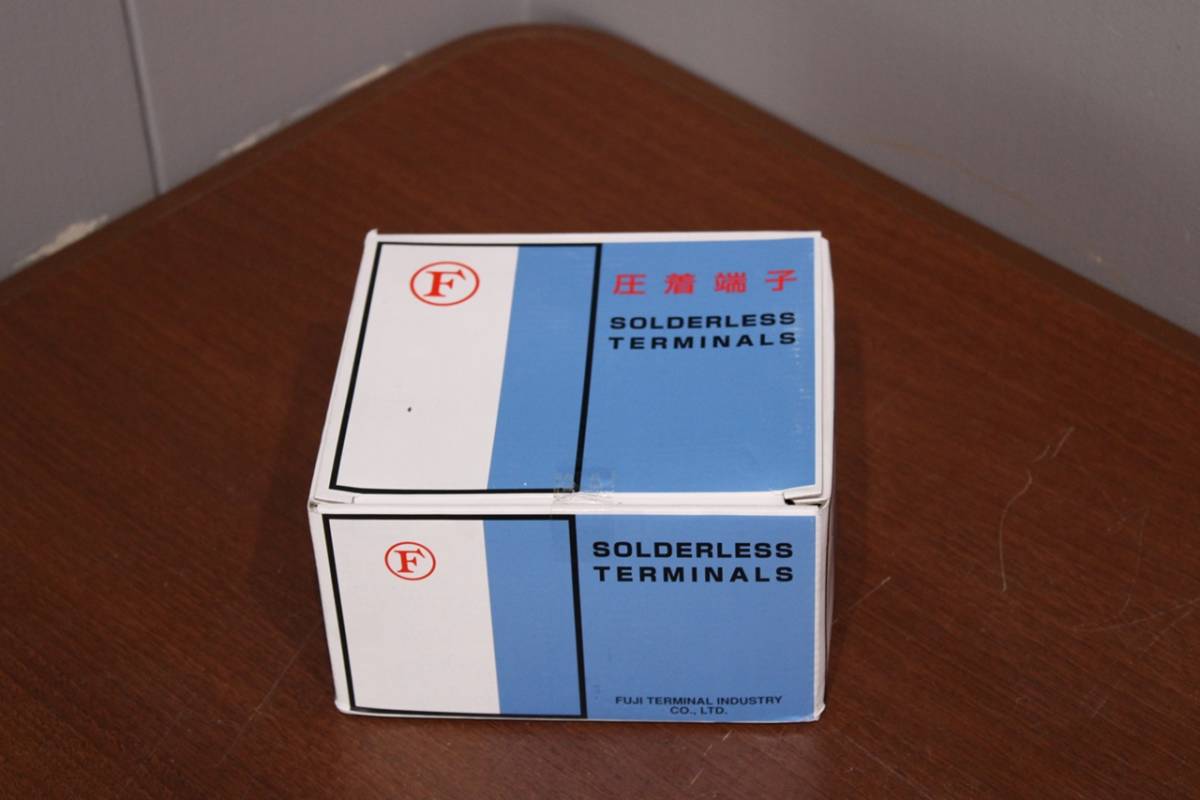 F
圧着端子
SOLDERLESS
TERMINALS
F
SOLDERLESS
TERMINALS
FUJI TERMINAL INDUSTRY
CO., LTD.